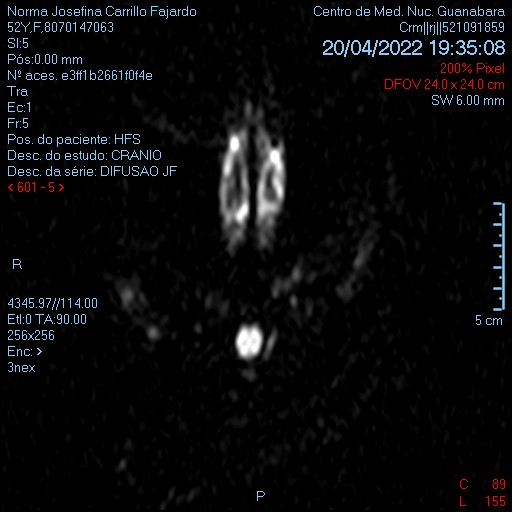 Norma Josefina Carrillo Fajardo
52Y,F,8070147063
Sl:5
Pós:0.00 mm
Nº aces. e3ff1b2661f0f4e
Tra
Ec:1
Fr:5
Pos. do paciente: HFS
Desc. do estudo: CRANIO
Desc. da série: DIFUSAO JF
< 601 - 5 >
Centro de Med. Nuc. Guanabara
Crm||rj||521091859
20/04/2022 19:35:08
200% Pixel
DFOV 24.0 x 24.0 cm
SW 6.00 mm
R
5 cm
4345.97//114.00
Etl:0 TA:90.00
256x256
Enc: >
3nex
P
C 89
L 155